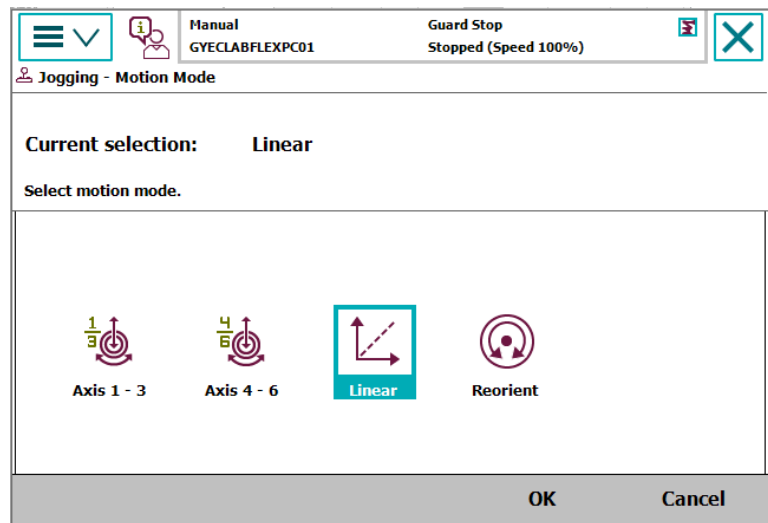 Manual
GYECLABFLEXPC01
Guard Stop
Stopped (Speed 100%)
Jogging - Motion Mode
Current selection: Linear
Select motion mode.
1
3
4
6
Axis 1 - 3
Axis 4 - 6
Linear
Reorient
OK
Cancel